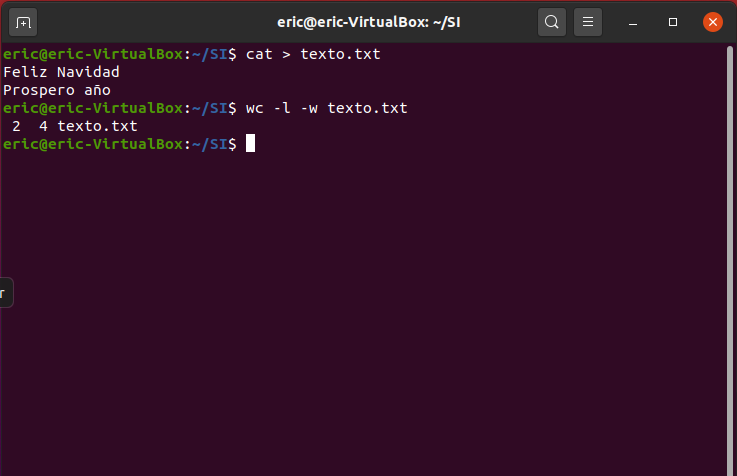 eric@eric-VirtualBox: ~/SI
eric@eric-VirtualBox:~/SI$ cat > texto.txt
Feliz Navidad
Prospero año
eric@eric-VirtualBox:~/SI$ wc -l -w texto.txt
 2  4 texto.txt
eric@eric-VirtualBox:~/SI$
r